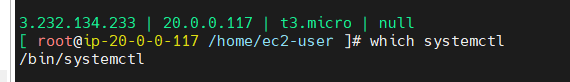 3.232.134.233 | 20.0.0.117 | t3.micro | null
[ root@ip-20-0-0-117 /home/ec2-user ]# which systemctl
/bin/systemctl